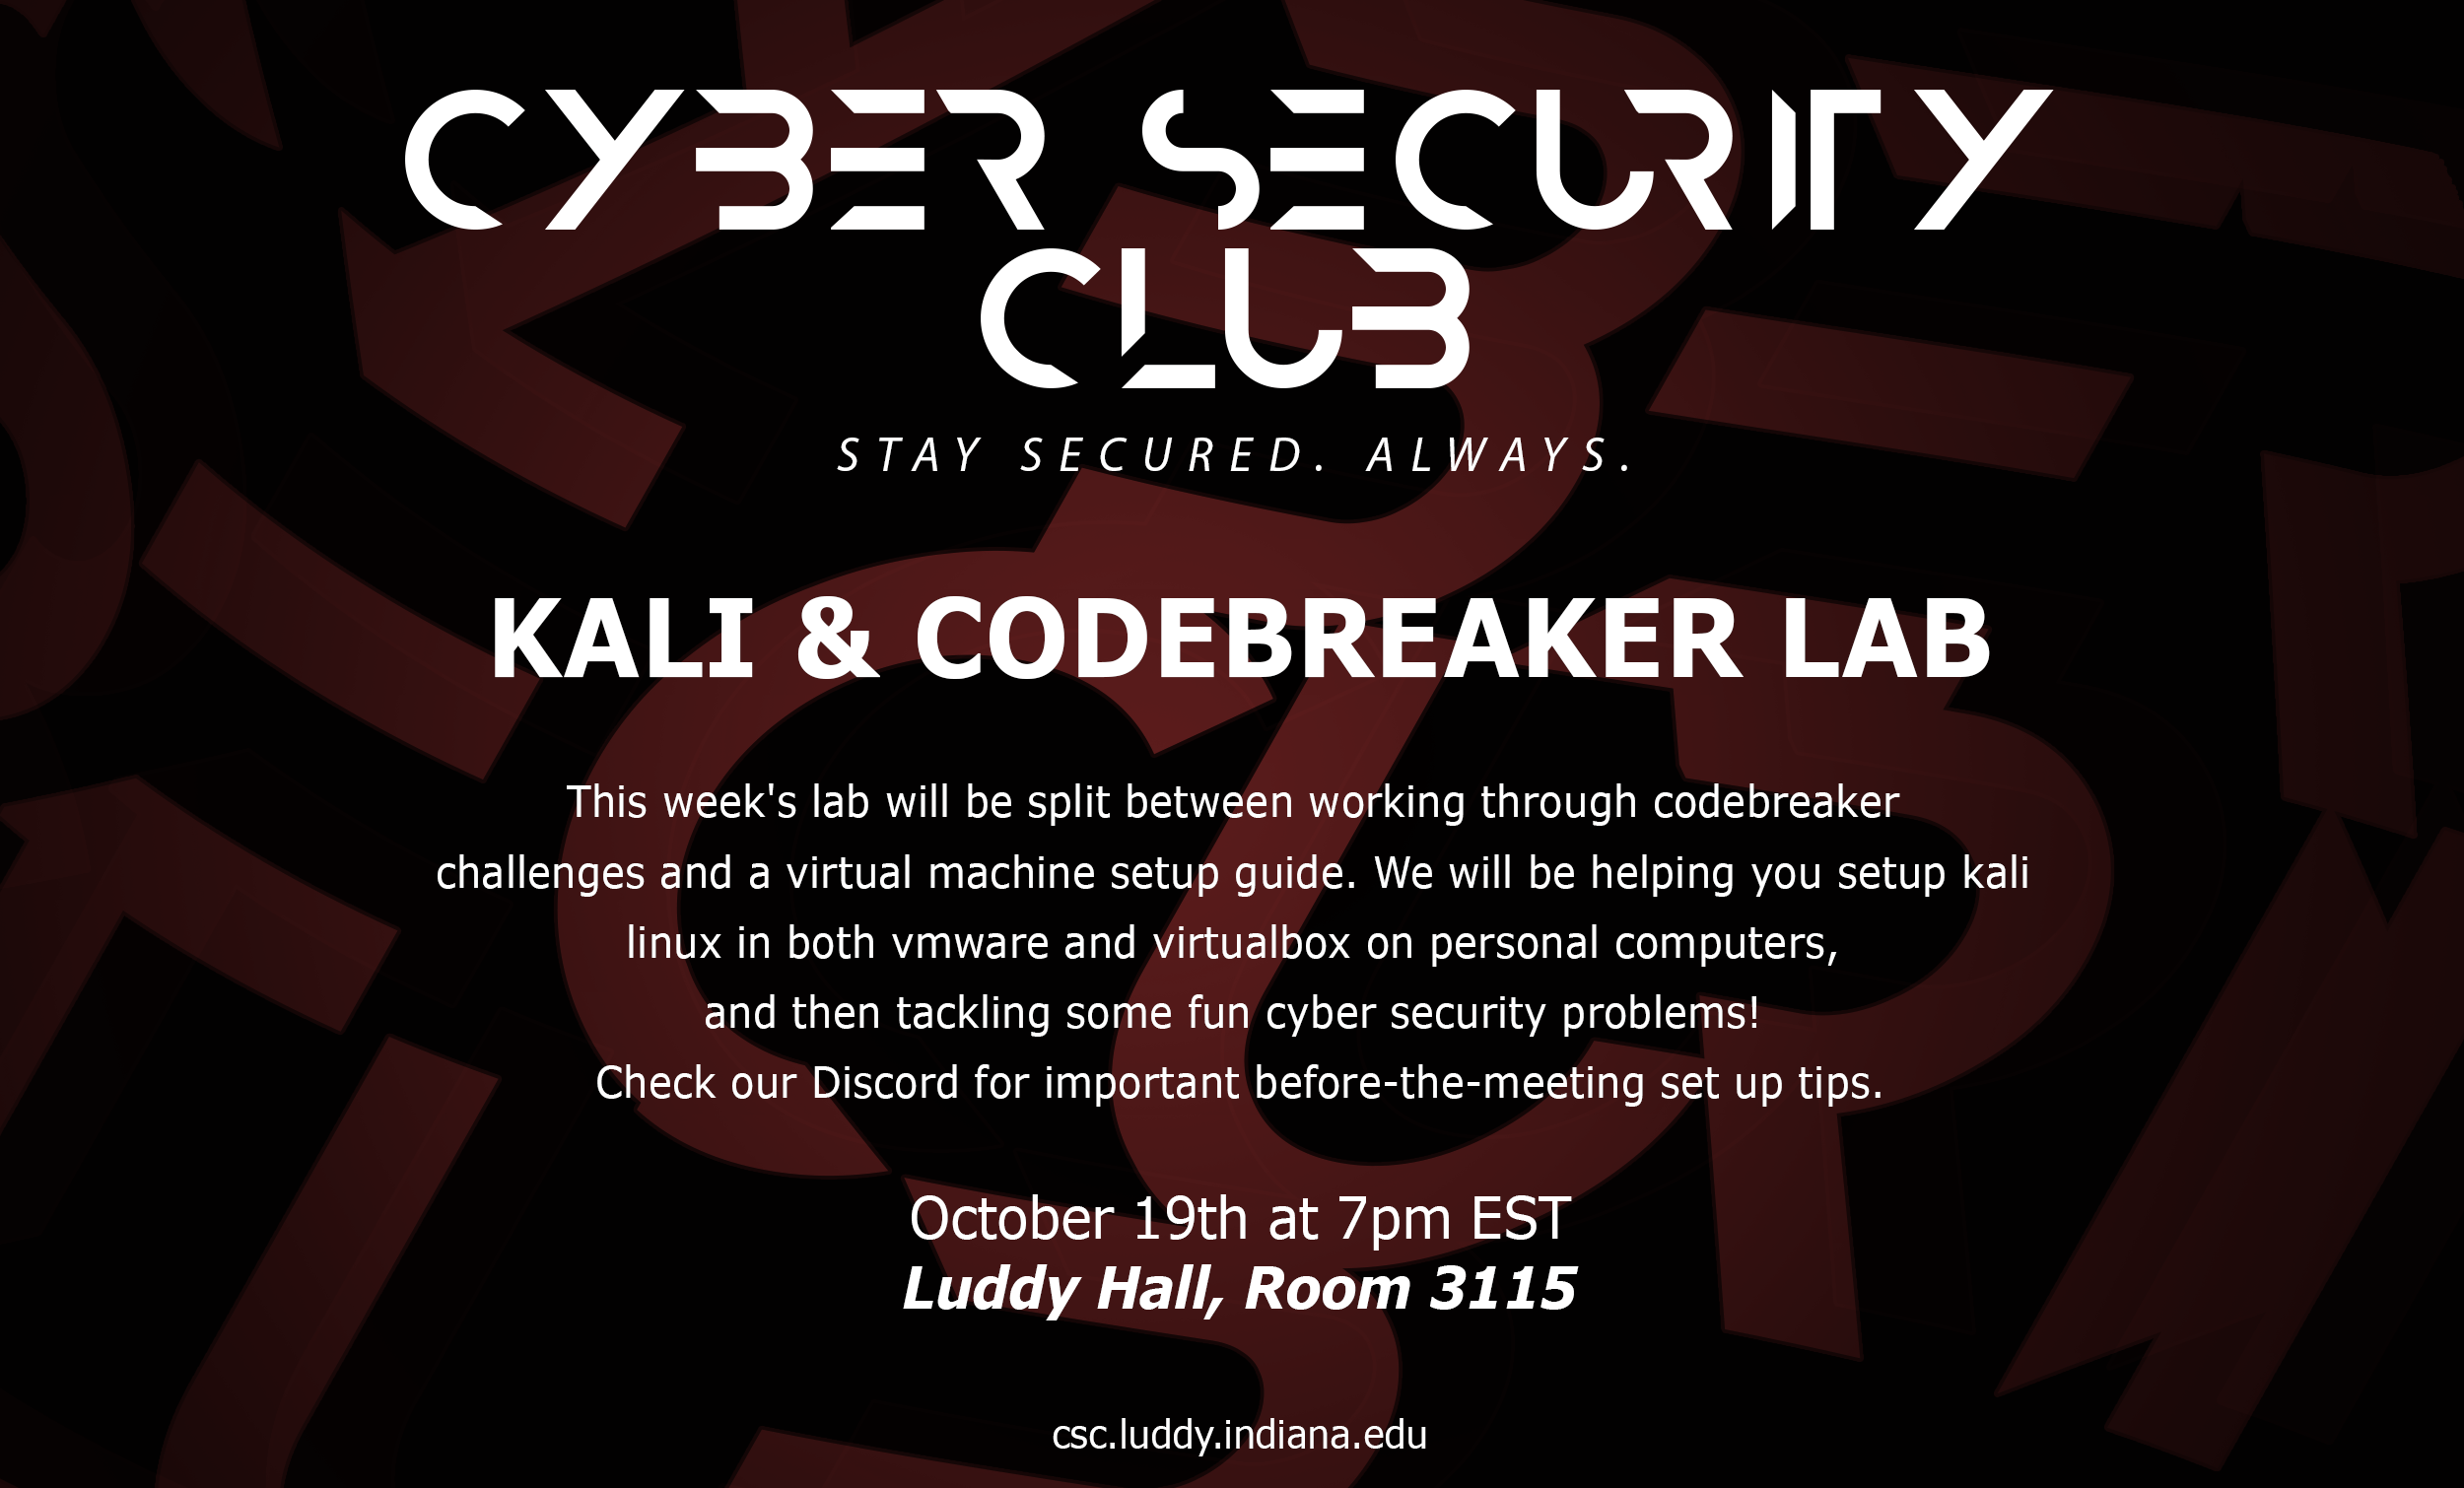 CYBER SECURITY
CLUB
STAY SECURED. ALWAYS.
KALI & CODEBREAKER LAB
This week's lab will be split between working through codebreaker
challenges and a virtual machine setup guide. We will be helping you setup kali
linux in both vmware and virtualbox on personal computers,
and then tackling some fun cyber security problems!
Check our Discord for important before-the-meeting set up tips.
October 19th at 7pm EST
Luddy Hall, Room 3115
csc.luddy.indiana.edu